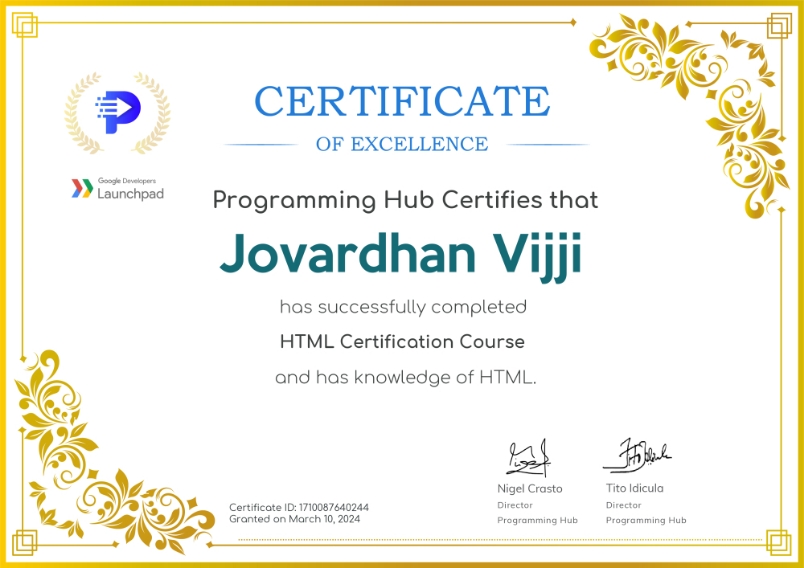 CERTIFICATE
OF EXCELLENCE
Google Developers
Launchpad
Programming Hub Certifies that
Jovardhan Vijji
has successfully completed
HTML Certification Course
and has knowledge of HTML.
Nigel Crasto
Director
Programming Hub
Tito Idicula
Director
Programming Hub
Certificate ID: 1710087640244
Granted on March 10, 2024